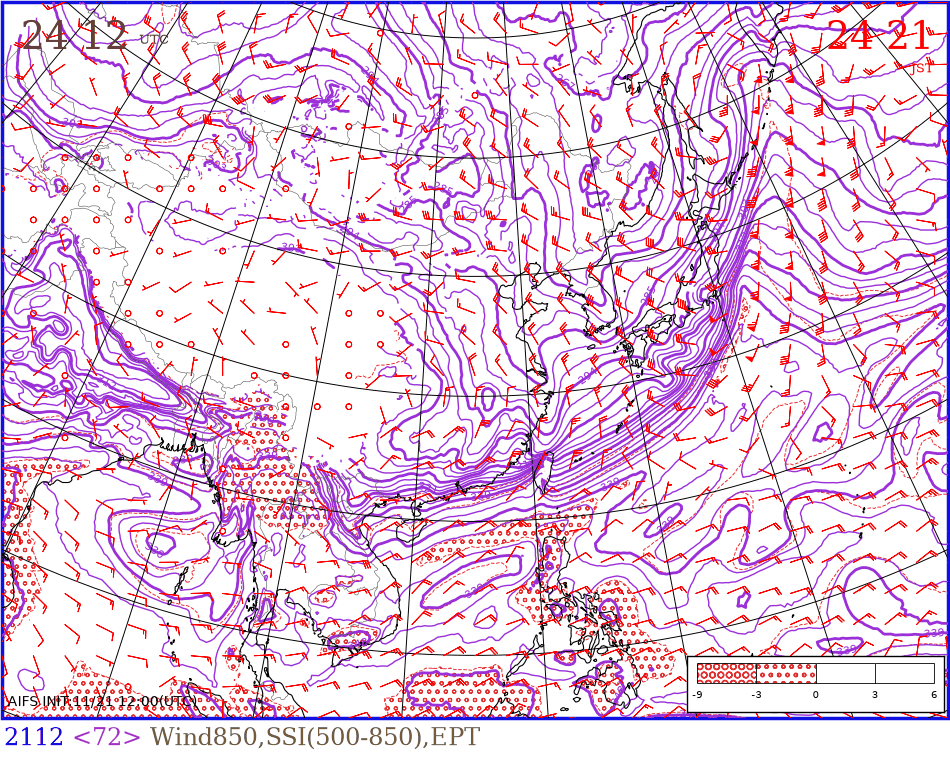 24 12 UTC
24 21
JST
-9 -3 0 3 6
AIFS INIT:11/21 12:00(UTC)
2112 <72> Wind850,SSI(500-850),EPT